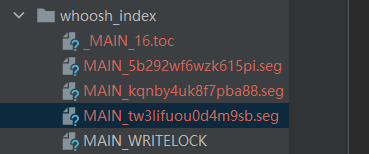 whoosh_index
_MAIN_16.toc
MAIN_5b292wf6wzk615pi.seg
MAIN_kqnby4uk8f7pba88.seg
MAIN_tw3lifuou0d4m9sb.seg
MAIN_WRITELOCK